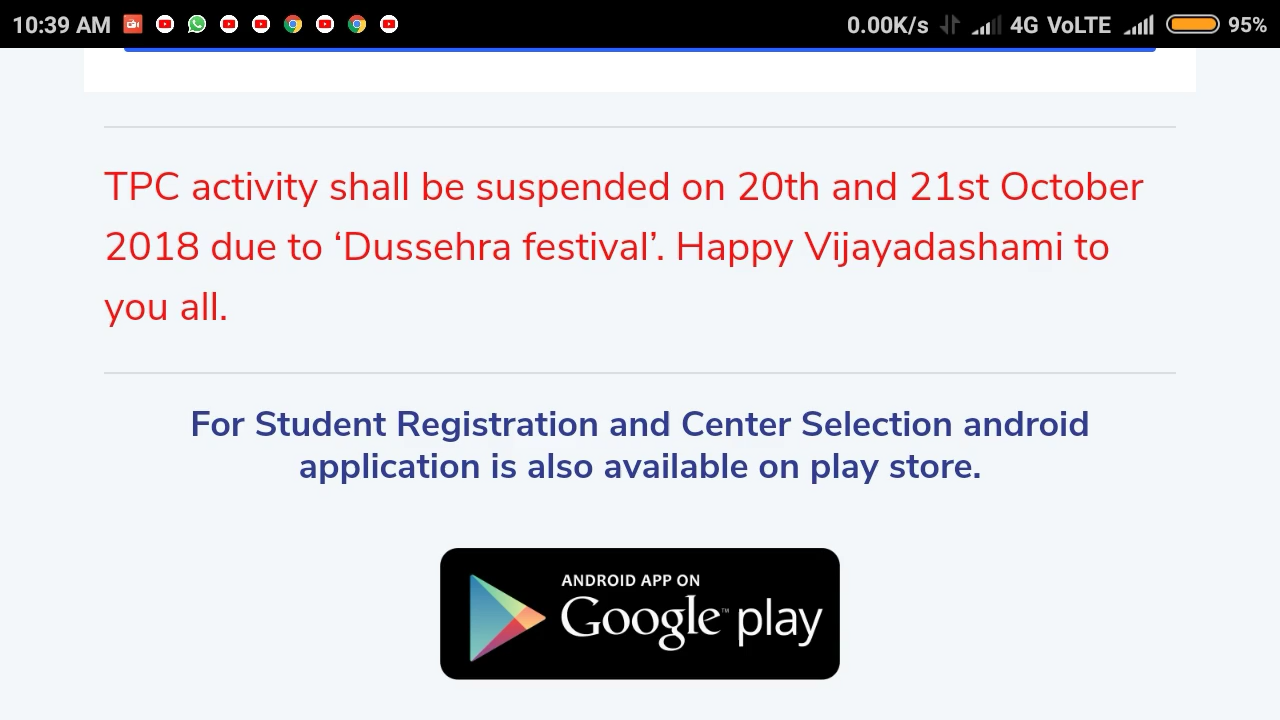 10:39 AM 0.00K/s 4G VoLTE 95%
TPC activity shall be suspended on 20th and 21st October
2018 due to ‘Dussehra festival’. Happy Vijayadashami to
you all.
For Student Registration and Center Selection android
application is also available on play store.
ANDROID APP ON
Google™ play